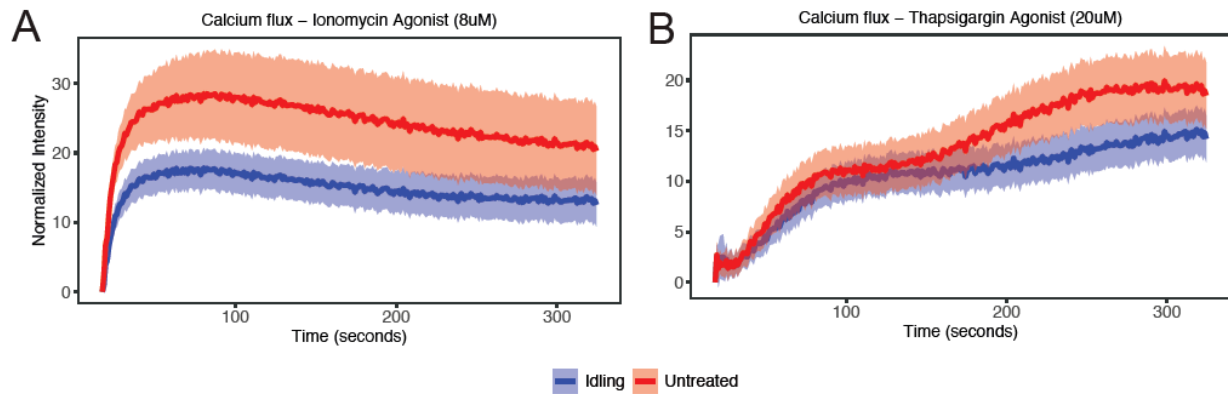 A
Calcium flux – Ionomycin Agonist (8uM)
Normalized Intensity
30
20
10
0
100
200
300
Time (seconds)
B
Calcium flux – Thapsigargin Agonist (20uM)
20
15
10
5
0
100
200
300
Time (seconds)
Idling
Untreated